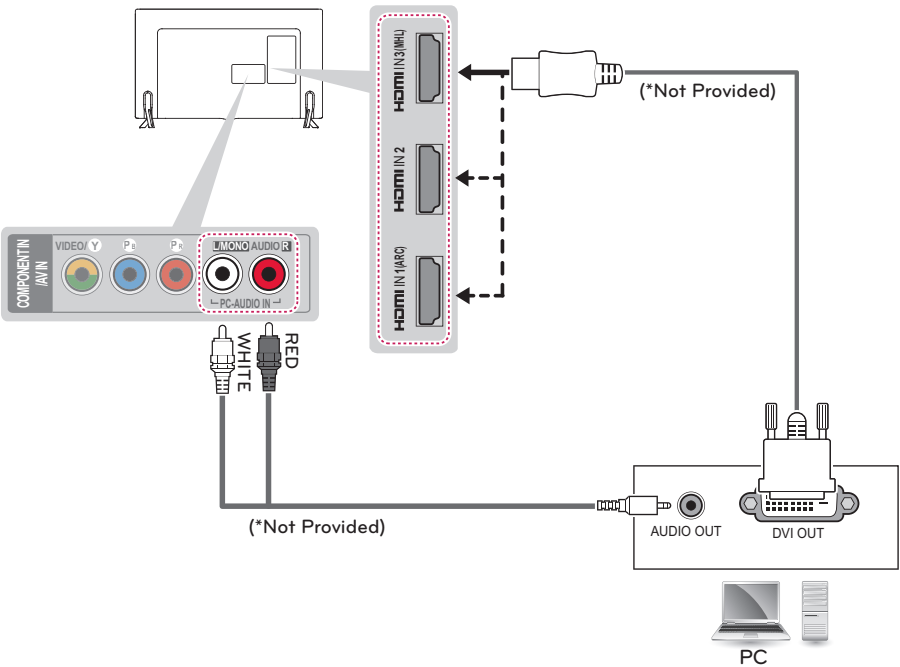 HDMI IN 3(MHL)
HDMI IN 2
HDMI IN 1(ARC)
(*Not Provided)
COMPONENT IN
/AV IN
VIDEO/ Y
PB
PR
L/MONO AUDIO R
PC-AUDIO IN
WHITE
RED
(*Not Provided)
AUDIO OUT
DVI OUT
PC